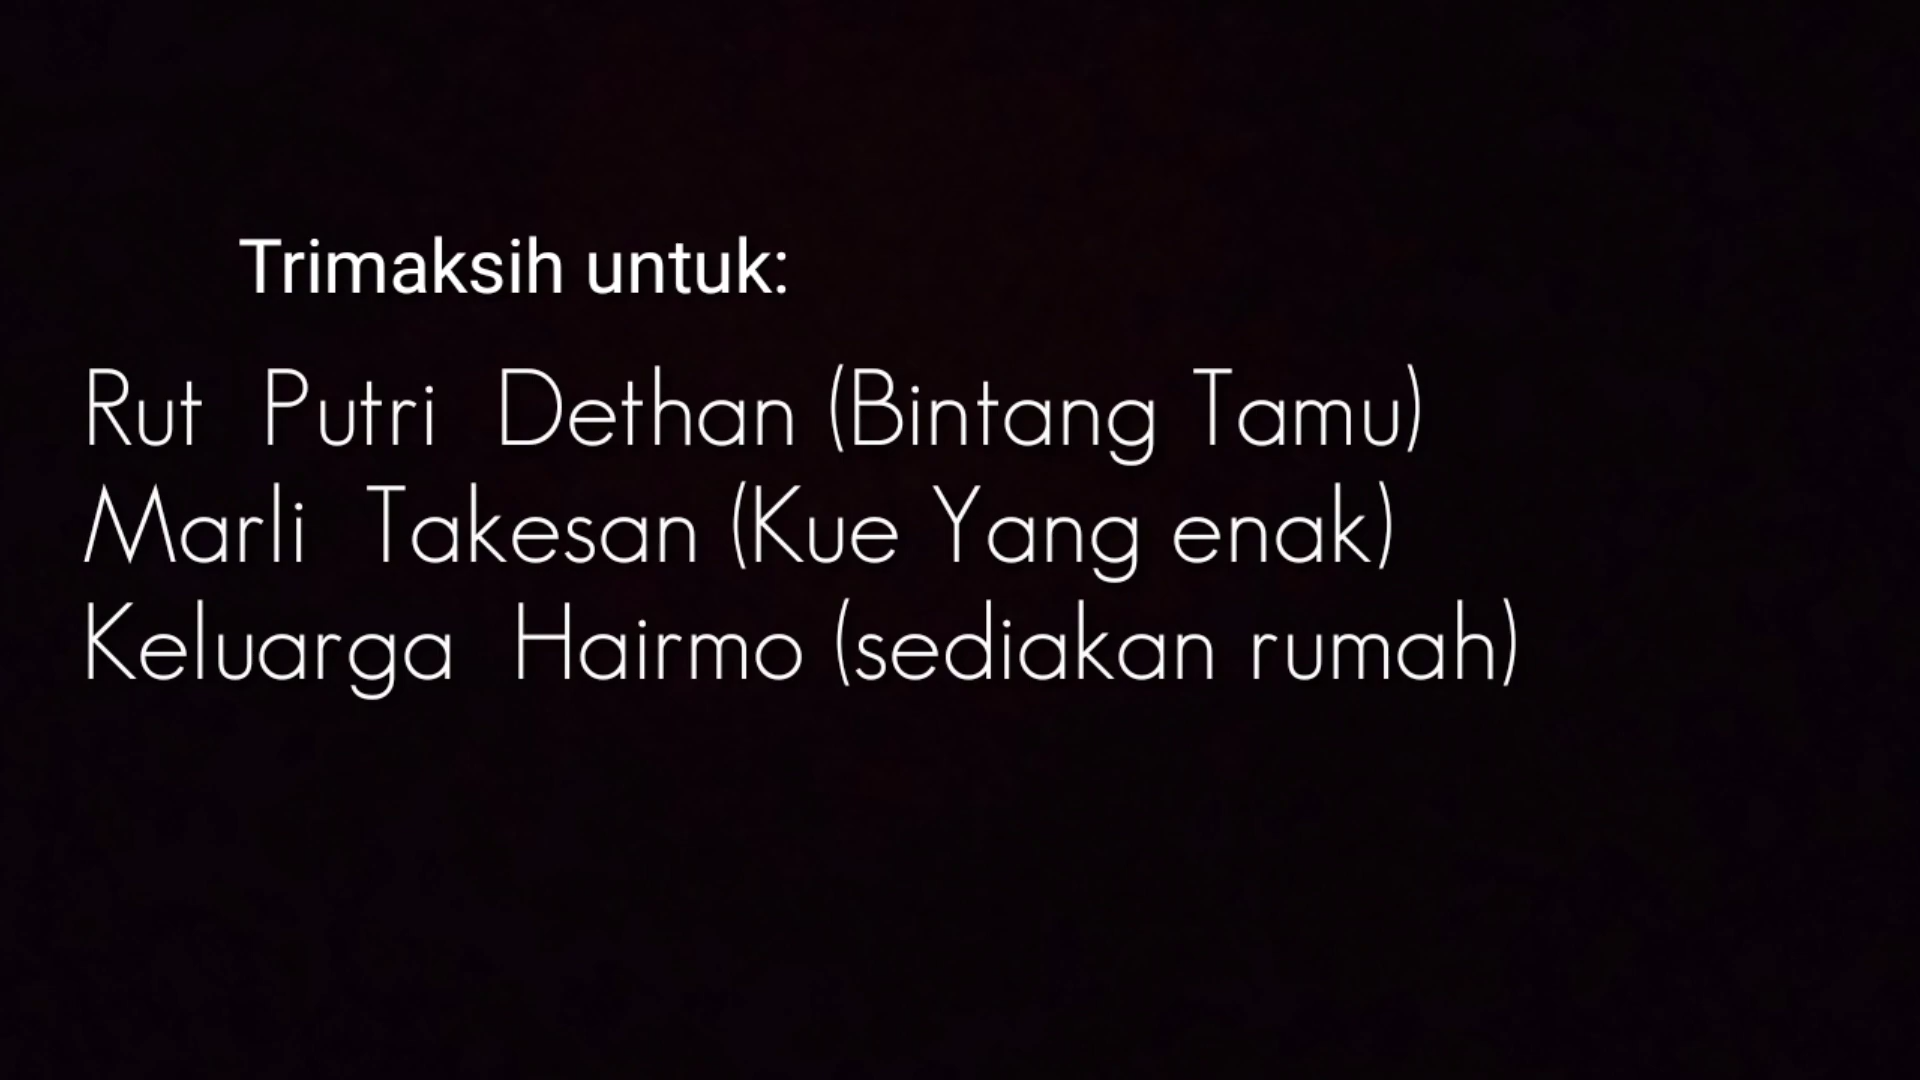 Trimaksih untuk:
Rut Putri Dethan (Bintang Tamu)
Marli Takesan (Kue Yang enak)
Keluarga Hairmo (sediakan rumah)